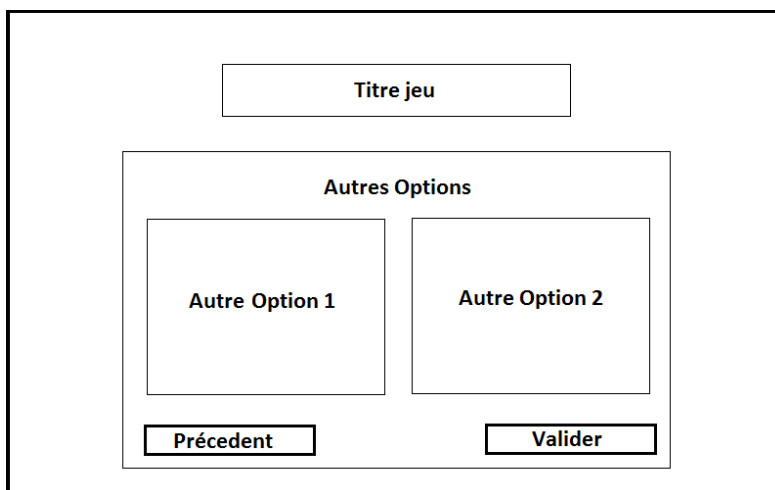 Titre jeu
Autres Options
Autre Option 1
Autre Option 2
Précedent
Valider